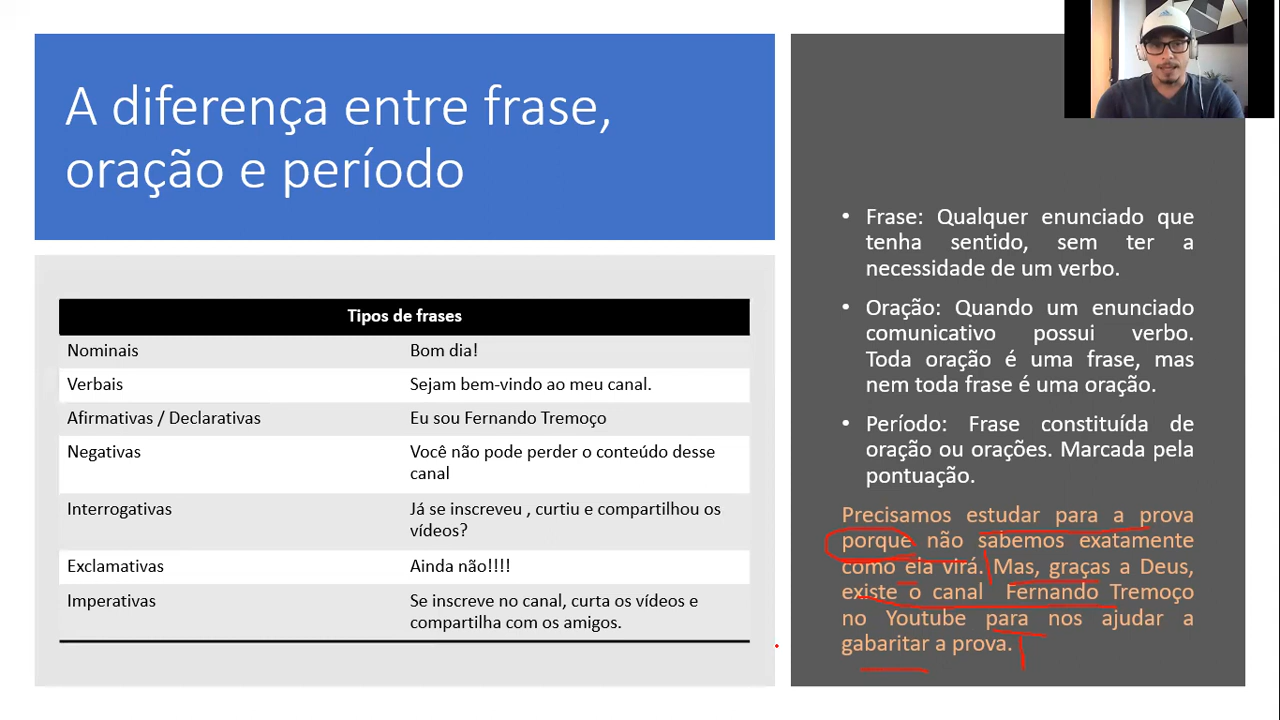 A diferença entre frase,
oração e período
Tipos de frases
Nominais Bom dia!
Verbais Sejam bem-vindo ao meu canal.
Afirmativas / Declarativas Eu sou Fernando Tremoço
Negativas Você não pode perder o conteúdo desse
canal
Interrogativas Já se inscreveu , curtiu e compartilhou os
vídeos?
Exclamativas Ainda não!!!!
Imperativas Se inscreve no canal, curta os vídeos e
compartilha com os amigos.
• Frase: Qualquer enunciado que
tenha sentido, sem ter a
necessidade de um verbo.
• Oração: Quando um enunciado
comunicativo possui verbo.
Toda oração é uma frase, mas
nem toda frase é uma oração.
• Período: Frase constituída de
oração ou orações. Marcada pela
pontuação.
Precisamos estudar para a prova
porque não sabemos exatamente
como ela virá. Mas, graças a Deus,
existe o canal Fernando Tremoço
no Youtube para nos ajudar a
gabaritar a prova.